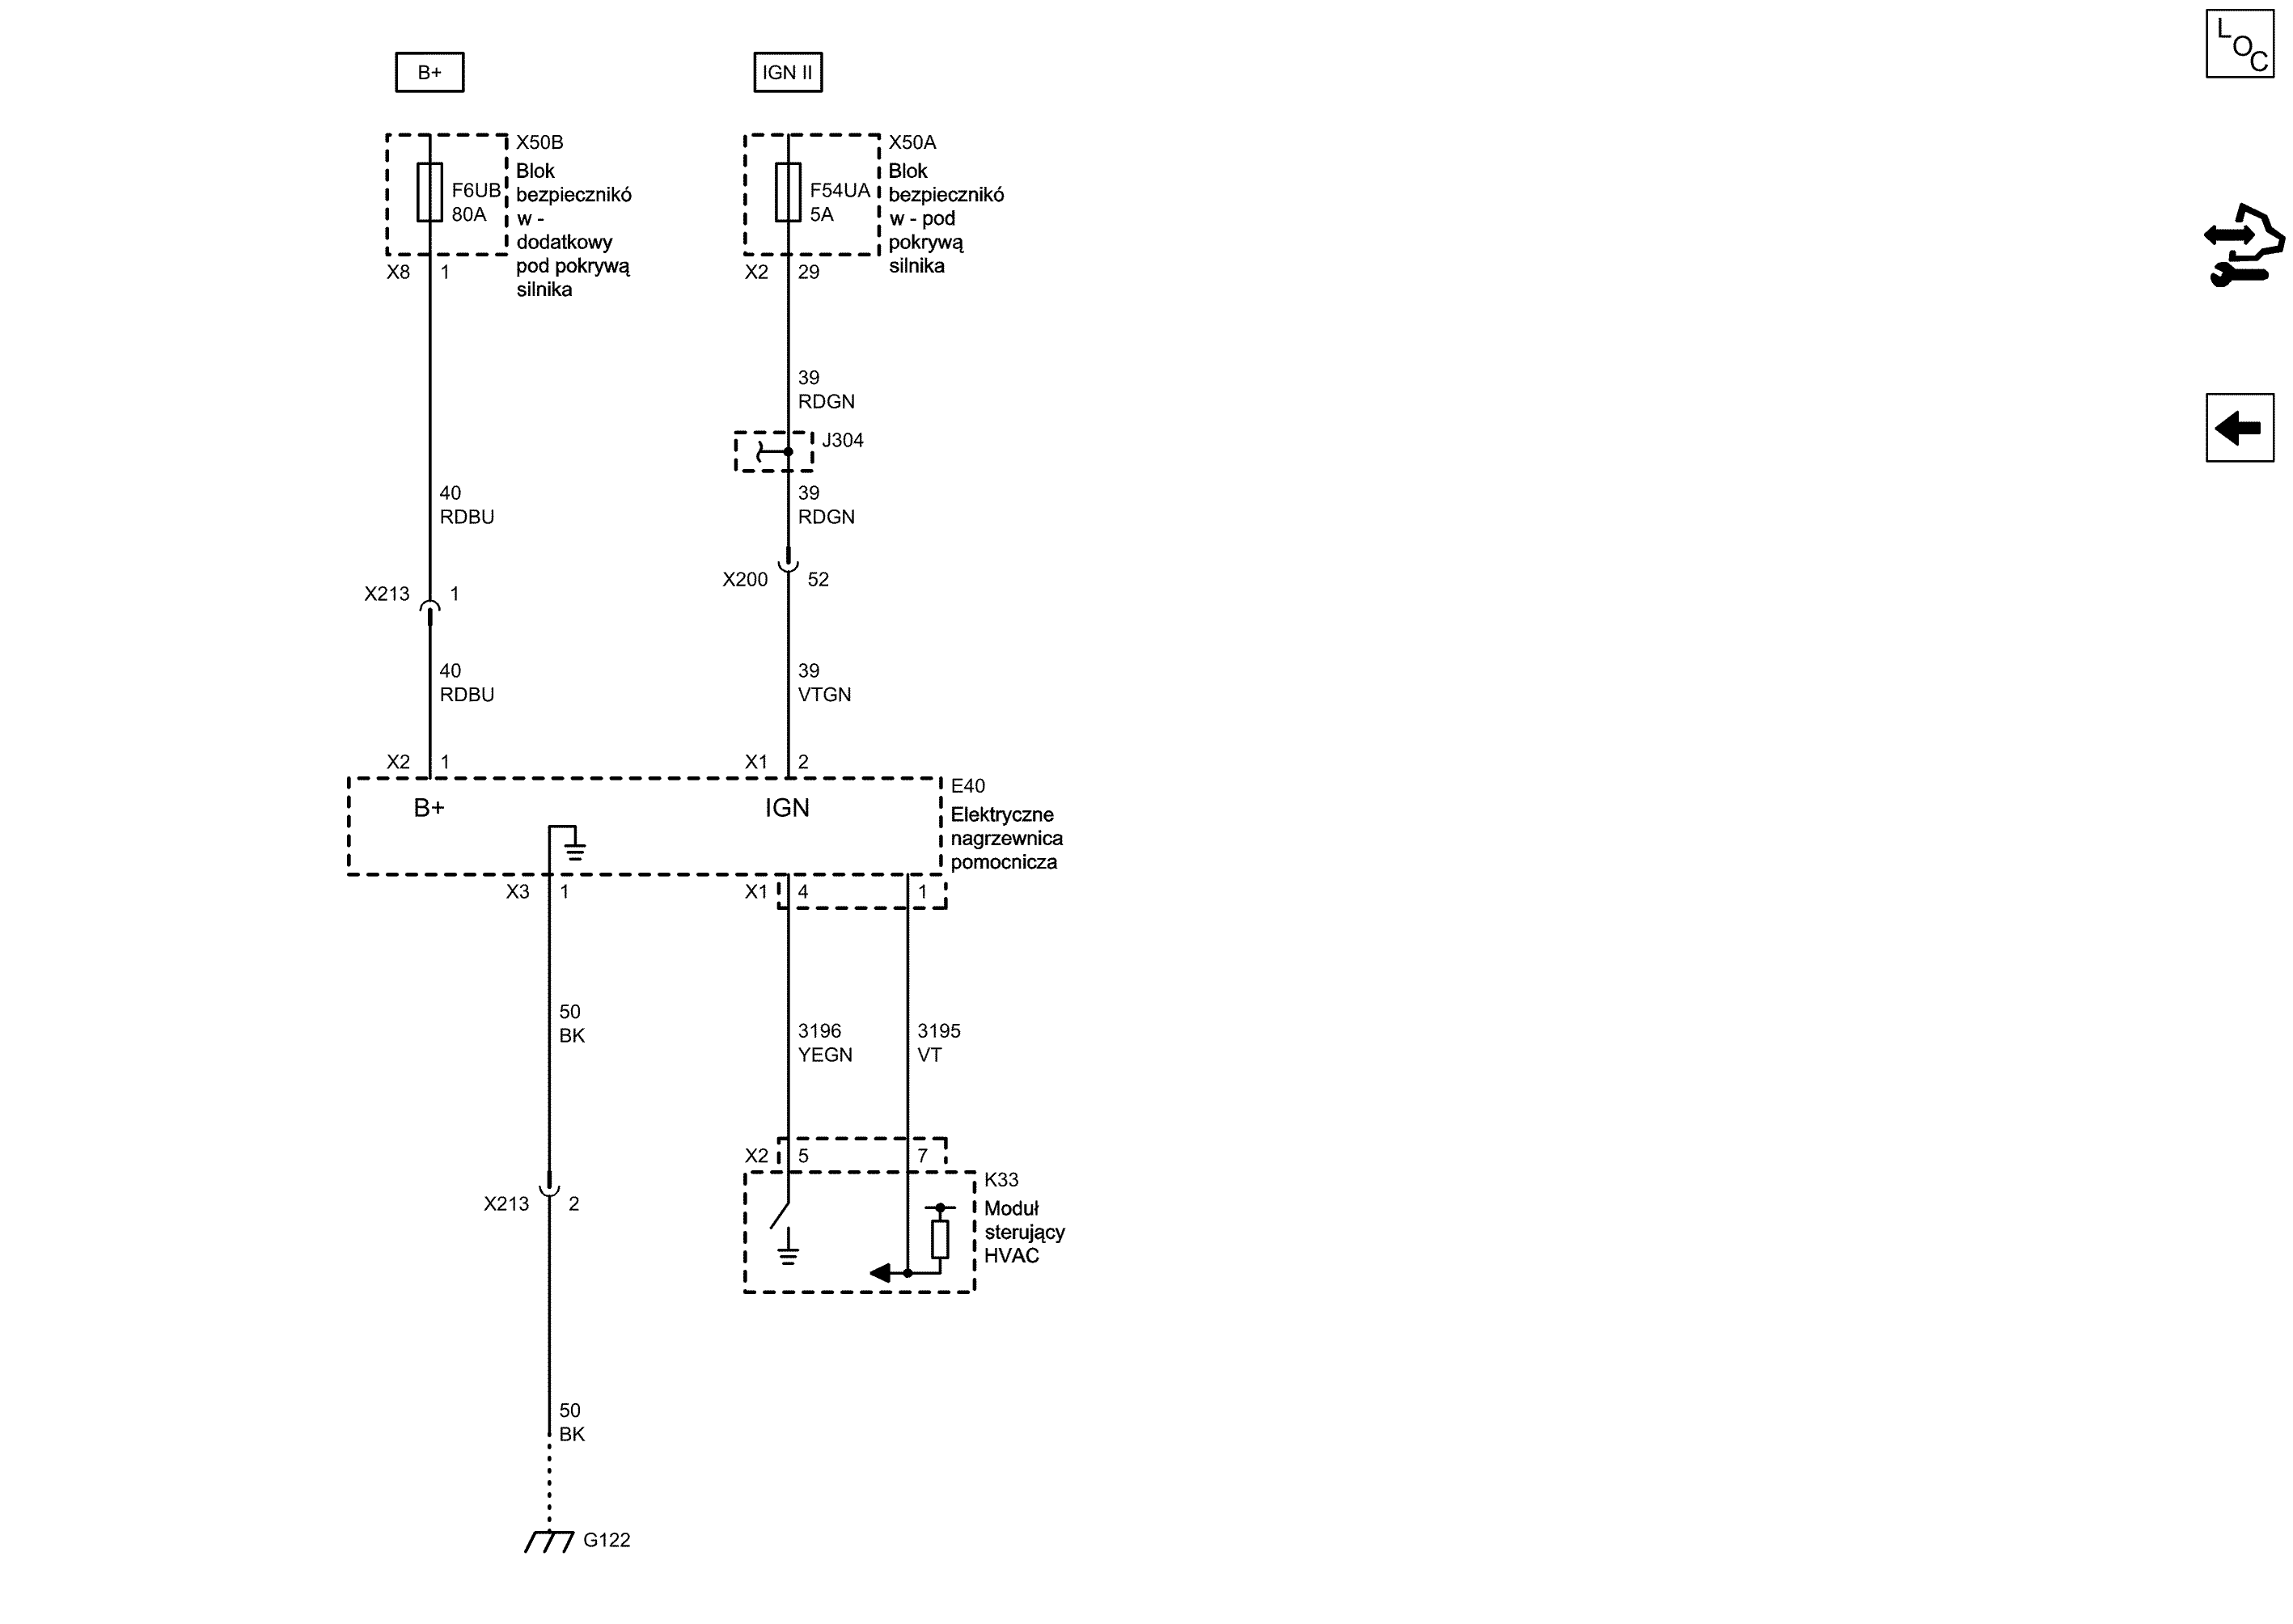 LOC
B+
IGN II
X50B
Blok
bezpiecznikó
w -
dodatkowy
pod pokrywą
silnika
F6UB
80A
X8 1
X50A
Blok
bezpiecznikó
w - pod
pokrywą
silnika
F54UA
5A
X2 29
39
RDGN
J304
40
RDBU
39
RDGN
X213 1
X200 52
40
RDBU
39
VTGN
X2 1
X1 2
B+
IGN
E40
Elektryczne
nagrzewnica
pomocnicza
X3 1
X1 4 1
50
BK
3196
YEGN
3195
VT
X2 5 7
K33
Moduł
sterujący
HVAC
X213 2
50
BK
G122